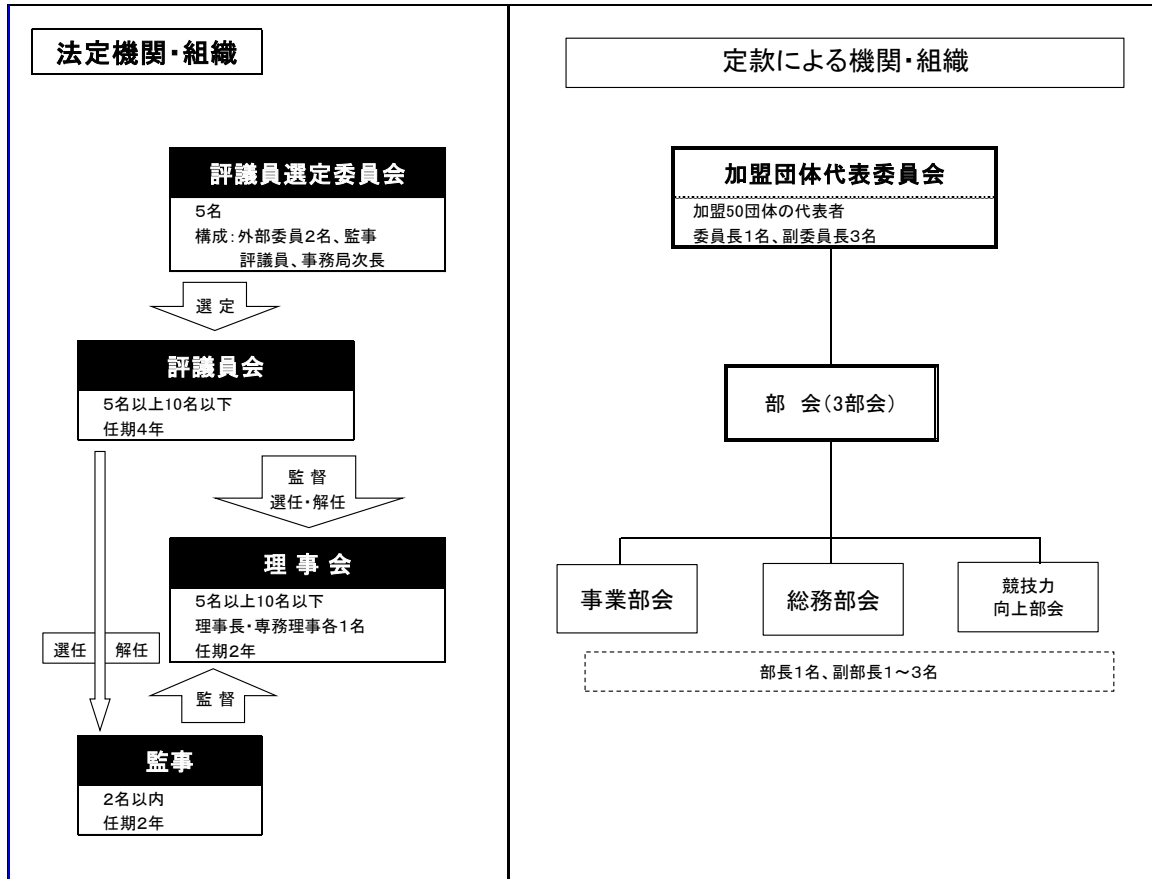 法定機関・組織
評議員選定委員会
5名
構成：外部委員2名、監事
評議員、事務局次長
選 定
評議員会
5名以上10名以下
任期4年
監 督
選任・解任
理 事 会
5名以上10名以下
理事長・専務理事各1名
任期2年
選任 解任
監 督
監事
2名以内
任期2年
定款による機関・組織
加盟団体代表委員会
加盟50団体の代表者
委員長1名、副委員長3名
部 会（3部会）
事業部会
総務部会
競技力
向上部会
部長1名、副部長1～3名